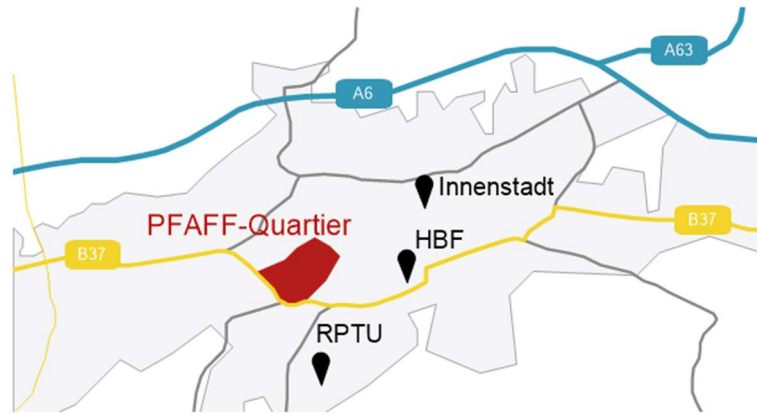 A63
A6
Innenstadt
PFAFF-Quartier
B37
HBF
B37
RPTU